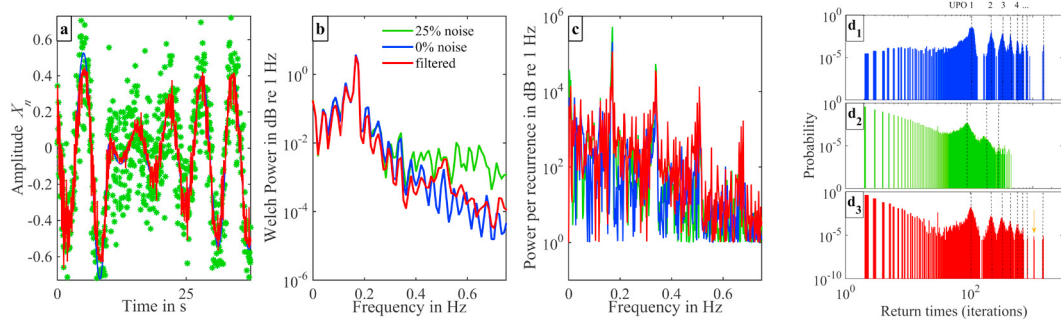 a
Amplitude Xn
0.6
0.4
0.2
0
-0.2
-0.4
-0.6
0
25
Time in s
b
25% noise
0% noise
filtered
Welch Power in dB re 1 Hz
10^0
10^-2
10^-4
10^-6
0
0.2
0.4
0.6
Frequency in Hz
c
Power per recurrence in dB re 1 Hz
10^6
10^4
10^2
10^0
0
0.2
0.4
0.6
Frequency in Hz
UPO 1 2 3 4 ...
d1
10^0
10^-5
d2
10^0
10^-5
Probability
d3
10^0
10^-5
10^-10
10^0
10^2
Return times (iterations)